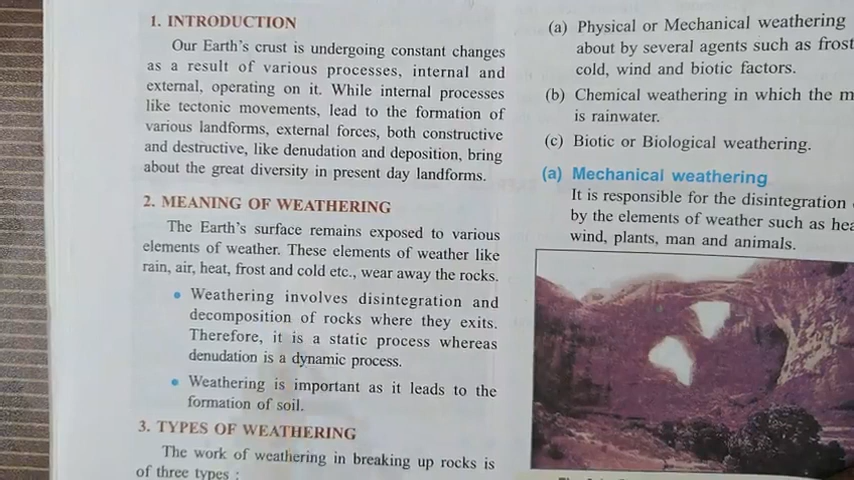 1. INTRODUCTION
Our Earth's crust is undergoing constant changes
as a result of various processes, internal and
external, operating on it. While internal processes
like tectonic movements, lead to the formation of
various landforms, external forces, both constructive
and destructive, like denudation and deposition, bring
about the great diversity in present day landforms.
2. MEANING OF WEATHERING
The Earth's surface remains exposed to various
elements of weather. These elements of weather like
rain, air, heat, frost and cold etc., wear away the rocks.
• Weathering involves disintegration and
decomposition of rocks where they exits.
Therefore, it is a static process whereas
denudation is a dynamic process.
• Weathering is important as it leads to the
formation of soil.
3. TYPES OF WEATHERING
The work of weathering in breaking up rocks is
of three types :
(a) Physical or Mechanical weathering
about by several agents such as frost
cold, wind and biotic factors.
(b) Chemical weathering in which the
is rainwater.
(c) Biotic or Biological weathering.
(a) Mechanical weathering
It is responsible for the disintegration
by the elements of weather such as
wind, plants, man and animals.